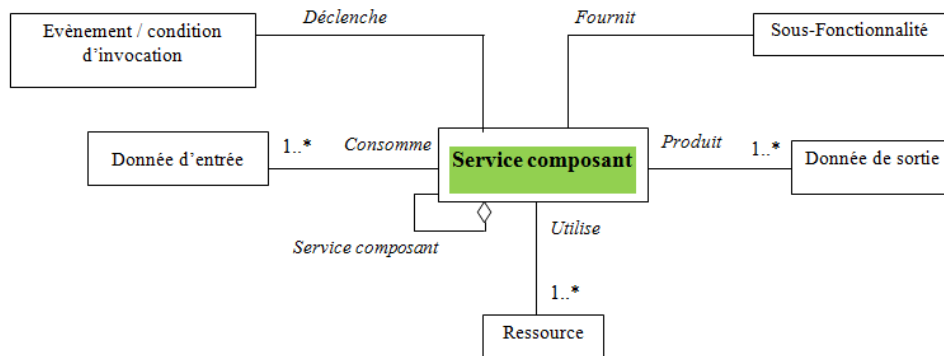 Déclenche
Fournit
Evènement / condition
d’invocation
Sous-Fonctionnalité
1..*
Consomme
Service composant
Produit
1..*
Donnée d’entrée
Donnée de sortie
Service composant
Utilise
1..*
Ressource